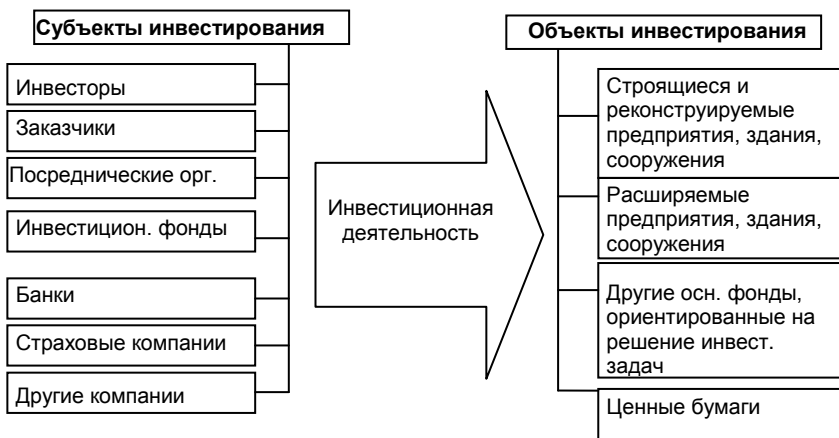 Субъекты инвестирования
Инвесторы
Заказчики
Посреднические орг.
Инвестицион. фонды
Банки
Страховые компании
Другие компании
Инвестиционная
деятельность
Объекты инвестирования
Строящиеся и
реконструируемые
предприятия, здания,
сооружения
Расширяемые
предприятия, здания,
сооружения
Другие осн. фонды,
ориентированные на
решение инвест.
задач
Ценные бумаги